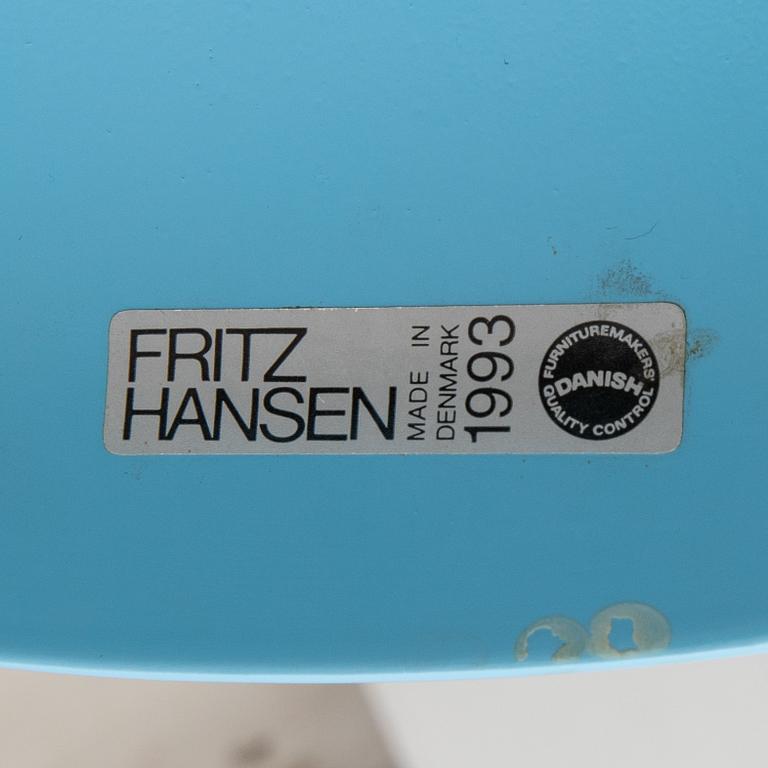 FRITZ
HANSEN
MADE IN
DENMARK
1993
FURNITUREMAKERS'
DANISH
QUALITY CONTROL